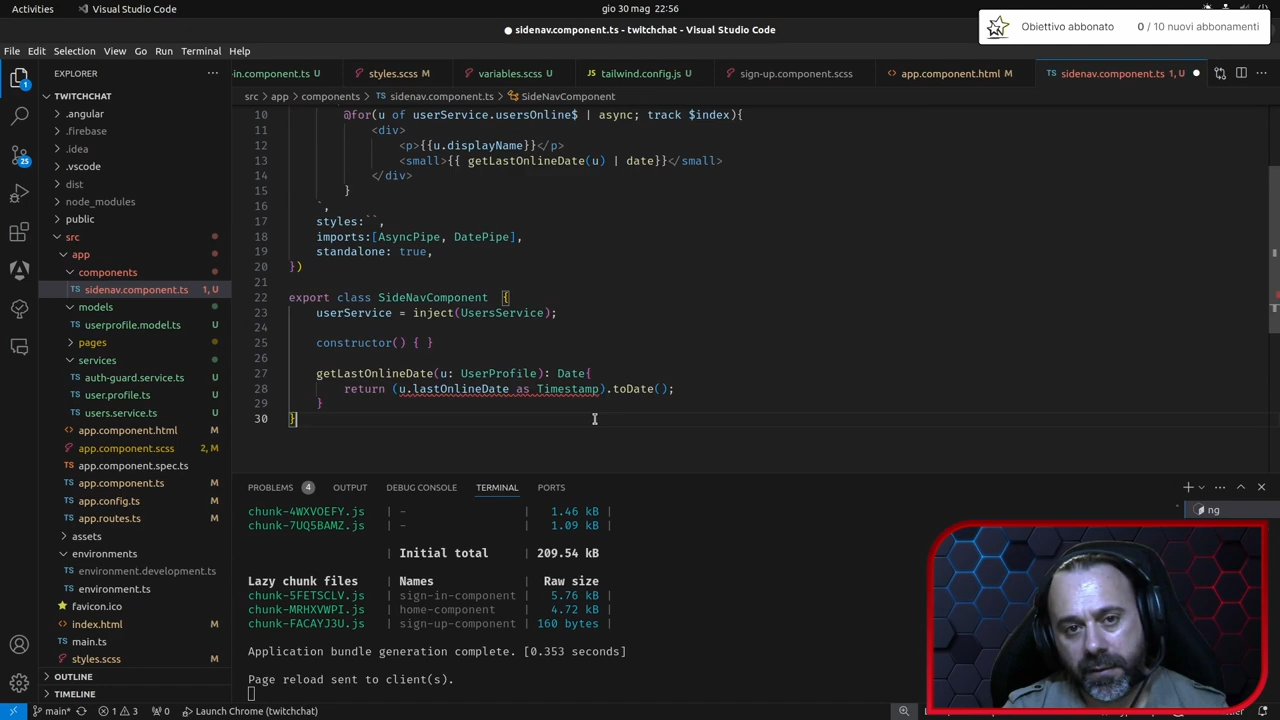 Activities
Visual Studio Code
gio 30 mag 22:56
sidenav.component.ts - twitchchat - Visual Studio Code
Obiettivo abbonato
0 / 10 nuovi abbonamenti
File Edit Selection View Go Run Terminal Help
EXPLORER
-in.component.ts U
styles.scss M
variables.scss U
tailwind.config.js U
sign-up.component.scss
app.component.html M
sidenav.component.ts 1, U
src > app > components > sidenav.component.ts > SideNavComponent
TWITCHCHAT
.angular
.firebase
.idea
.vscode
dist
node_modules
public
src
app
components
sidenav.component.ts 1, U
models
userprofile.model.ts U
pages
services
auth-guard.service.ts U
user.profile.ts U
users.service.ts U
app.component.html M
app.component.scss 2, M
app.component.spec.ts
app.component.ts M
app.config.ts M
app.routes.ts M
assets
environments
environment.development.ts
environment.ts
favicon.ico
index.html M
main.ts
styles.scss M
OUTLINE
TIMELINE
1
25
10 @for(u of userService.usersOnline$ | async; track $index){
11 <div>
12 <p>{{u.displayName}}</p>
13 <small>{{ getLastOnlineDate(u) | date}}</small>
14 </div>
15 }
16 `,
17 styles:``,
18 imports:[AsyncPipe, DatePipe],
19 standalone: true,
20 })
21
22 export class SideNavComponent {
23 userService = inject(UsersService);
24
25 constructor() { }
26
27 getLastOnlineDate(u: UserProfile): Date{
28 return (u.lastOnlineDate as Timestamp).toDate();
29 }
30 }
PROBLEMS 4 OUTPUT DEBUG CONSOLE TERMINAL PORTS
ng
chunk-4WXVOEFY.js | - | 1.46 kB |
chunk-7UQ5BAMZ.js | - | 1.09 kB |
| Initial total | 209.54 kB
Lazy chunk files | Names | Raw size
chunk-5FETSCLV.js | sign-in-component | 5.76 kB |
chunk-MRHXVWPI.js | home-component | 4.72 kB |
chunk-FACAYJ3U.js | sign-up-component | 160 bytes |
Application bundle generation complete. [0.353 seconds]
Page reload sent to client(s).
main* 1 3 0 Launch Chrome (twitchchat)